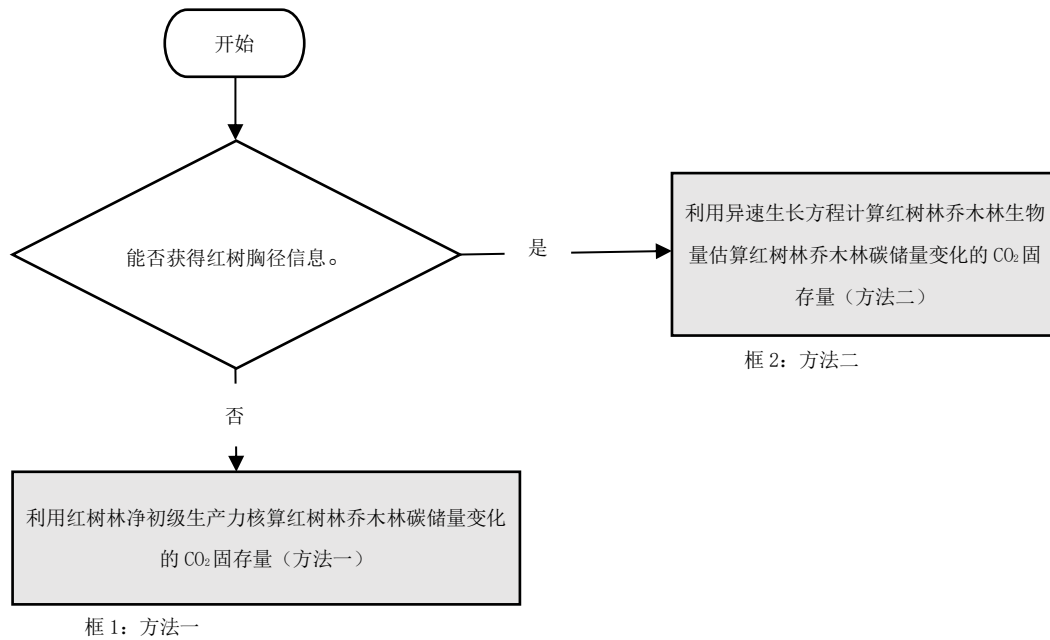 开始
能否获得红树胸径信息。
是
利用异速生长方程计算红树林乔木林生物
量估算红树林乔木林碳储量变化的 CO₂固
存量（方法二）
框 2：方法二
否
利用红树林净初级生产力核算红树林乔木林碳储量变化
的 CO₂固存量（方法一）
框 1：方法一